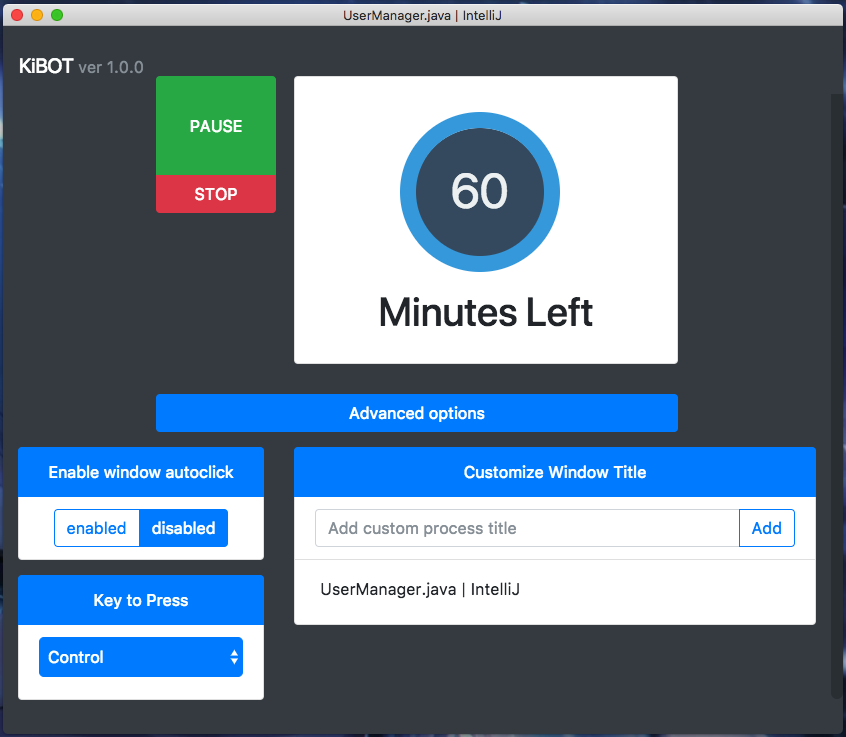 UserManager.java | IntelliJ
KiBOT ver 1.0.0
PAUSE
STOP
60
Minutes Left
Advanced options
Enable window autoclick
enabled disabled
Customize Window Title
Add custom process title Add
UserManager.java | IntelliJ
Key to Press
Control